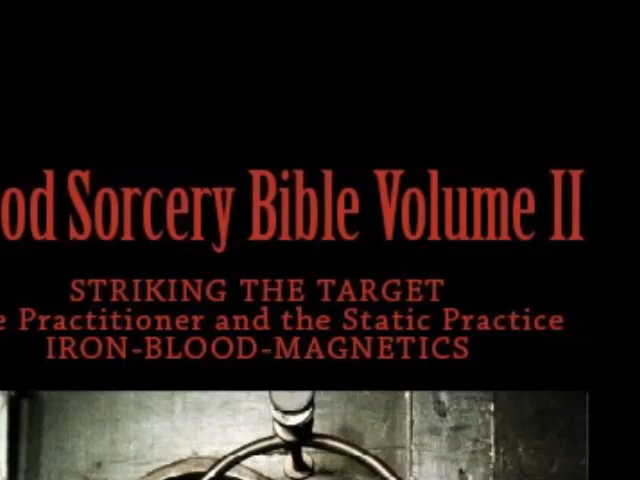 od Sorcery Bible Volume II
STRIKING THE TARGET
e Practitioner and the Static Practice
IRON-BLOOD-MAGNETICS